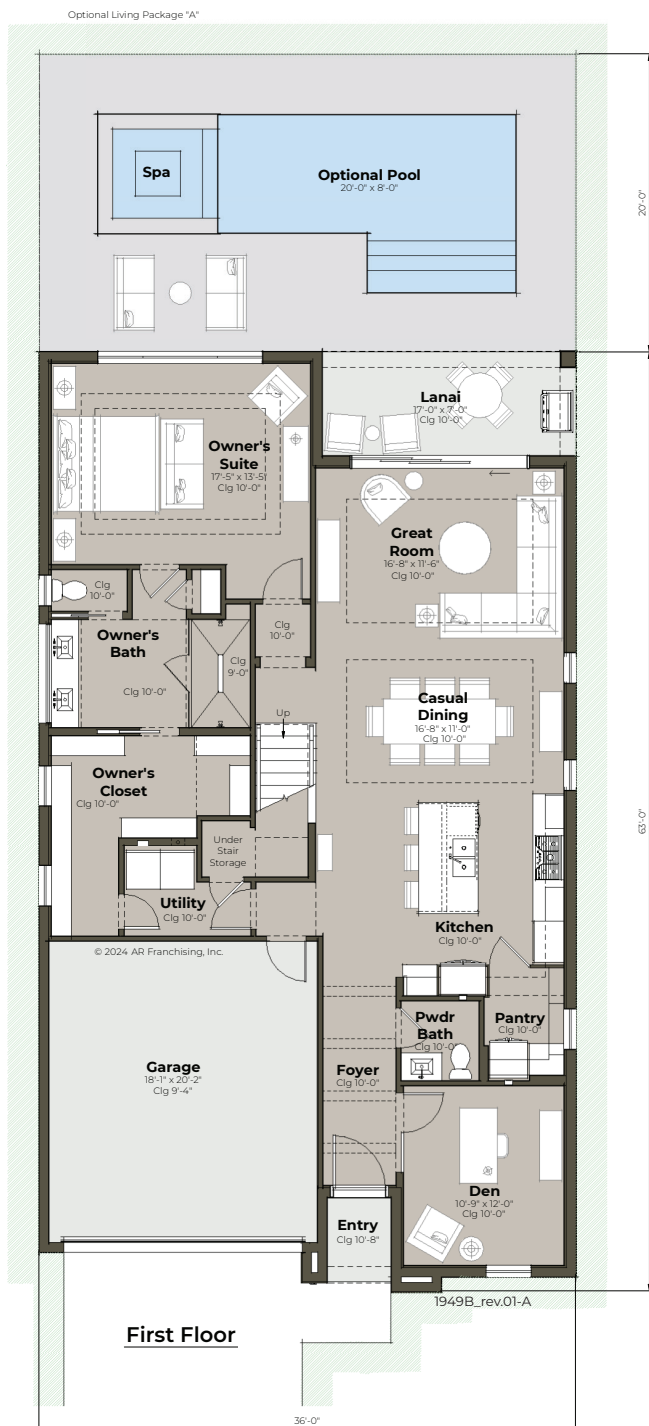 Optional Living Package "A"
Spa
Optional Pool
20'-0" x 8'-0"
20'-0"
Lanai
17'-0" x 7'-0"
Clg 10'-0"
Owner's
Suite
17'-5" x 13'-5"
Clg 10'-0"
Great
Room
16'-8" x 11'-6"
Clg 10'-0"
Clg
10'-0"
Owner's
Bath
Clg 10'-0"
Clg
9'-0"
Clg
10'-0"
Casual
Dining
16'-8" x 11'-0"
Clg 10'-0"
Up
Owner's
Closet
Clg 10'-0"
63'-0"
Under
Stair
Storage
Utility
Clg 10'-0"
Kitchen
Clg 10'-0"
© 2024 AR Franchising, Inc.
Pwdr
Bath
Clg 10'-0"
Pantry
Clg 10'-0"
Garage
18'-1" x 20'-2"
Clg 9'-4"
Foyer
Clg 10'-0"
Den
10'-9" x 12'-0"
Clg 10'-0"
Entry
Clg 10'-8"
1949B_rev.01-A
First Floor
36'-0"